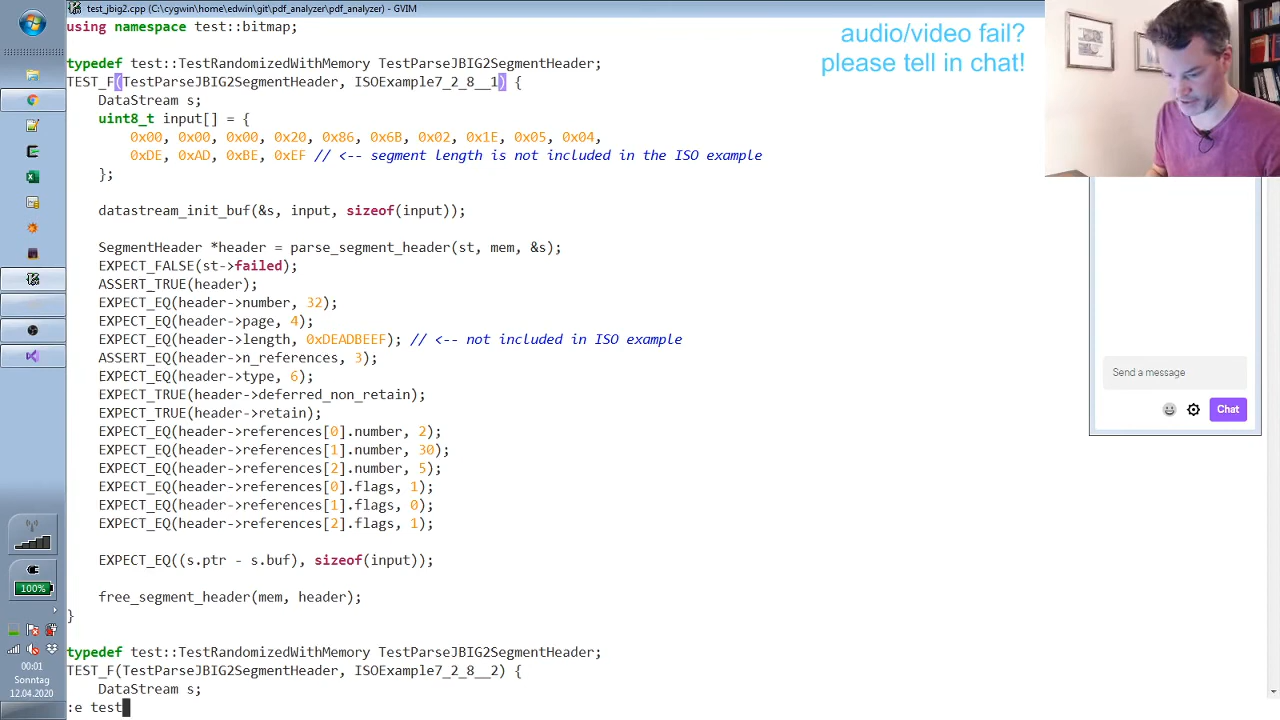 test_jbig2.cpp (C:\cygwin\home\edwin\git\pdf_analyzer\pdf_analyzer) - GVIM
using namespace test::bitmap;
audio/video fail?
please tell in chat!
typedef test::TestRandomizedWithMemory TestParseJBIG2SegmentHeader;
TEST_F(TestParseJBIG2SegmentHeader, ISOExample7_2_8__1) {
    DataStream s;
    uint8_t input[] = {
        0x00, 0x00, 0x00, 0x20, 0x86, 0x6B, 0x02, 0x1E, 0x05, 0x04,
        0xDE, 0xAD, 0xBE, 0xEF // <-- segment length is not included in the ISO example
    };
    datastream_init_buf(&s, input, sizeof(input));
    SegmentHeader *header = parse_segment_header(st, mem, &s);
    EXPECT_FALSE(st->failed);
    ASSERT_TRUE(header);
    EXPECT_EQ(header->number, 32);
    EXPECT_EQ(header->page, 4);
    EXPECT_EQ(header->length, 0xDEADBEEF); // <-- not included in ISO example
    ASSERT_EQ(header->n_references, 3);
    EXPECT_EQ(header->type, 6);
    EXPECT_TRUE(header->deferred_non_retain);
    EXPECT_TRUE(header->retain);
    EXPECT_EQ(header->references[0].number, 2);
    EXPECT_EQ(header->references[1].number, 30);
    EXPECT_EQ(header->references[2].number, 5);
    EXPECT_EQ(header->references[0].flags, 1);
    EXPECT_EQ(header->references[1].flags, 0);
    EXPECT_EQ(header->references[2].flags, 1);
    EXPECT_EQ((s.ptr - s.buf), sizeof(input));
    free_segment_header(mem, header);
}
typedef test::TestRandomizedWithMemory TestParseJBIG2SegmentHeader;
TEST_F(TestParseJBIG2SegmentHeader, ISOExample7_2_8__2) {
    DataStream s;
:e test
Send a message
Chat
100%
00:01
Sonntag
12.04.2020